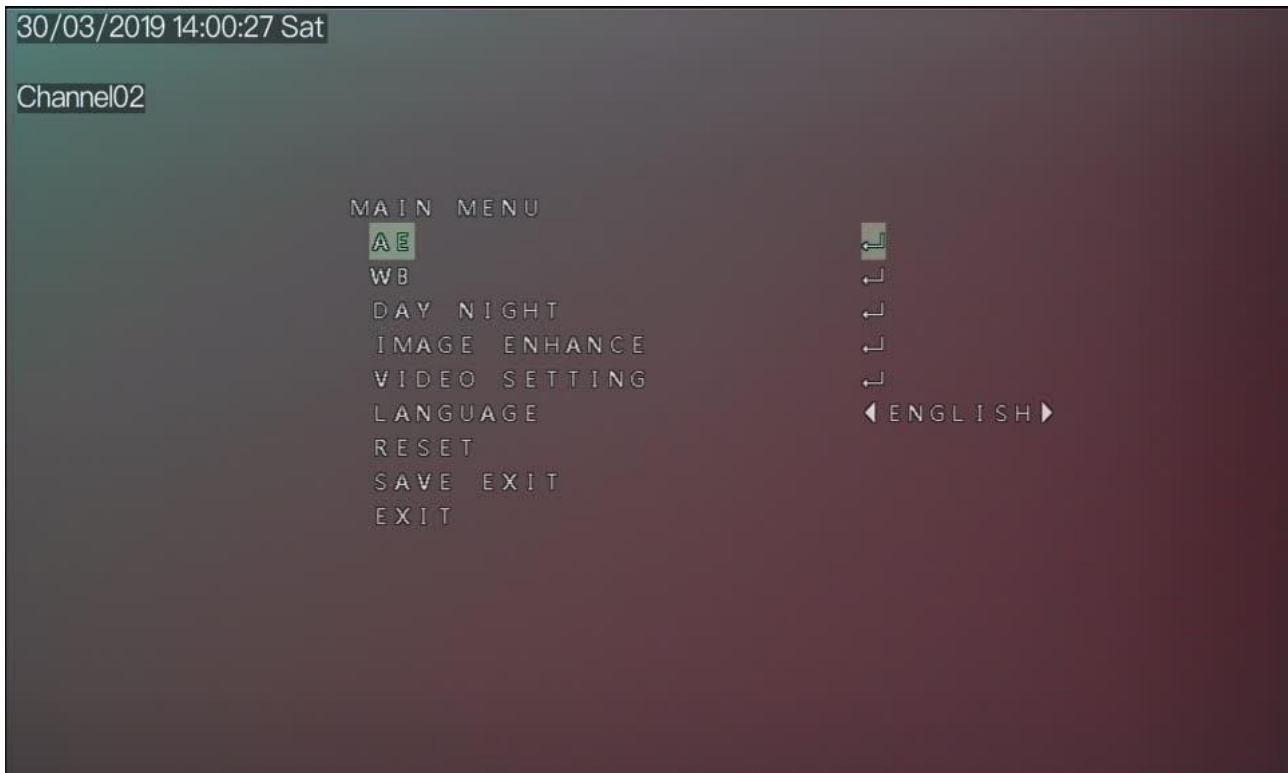 30/03/2019 14:00:27 Sat
Channel02
MAIN MENU
AE ↵
WB ↵
DAY NIGHT ↵
IMAGE ENHANCE ↵
VIDEO SETTING ↵
LANGUAGE ◀ENGLISH▶
RESET
SAVE EXIT
EXIT